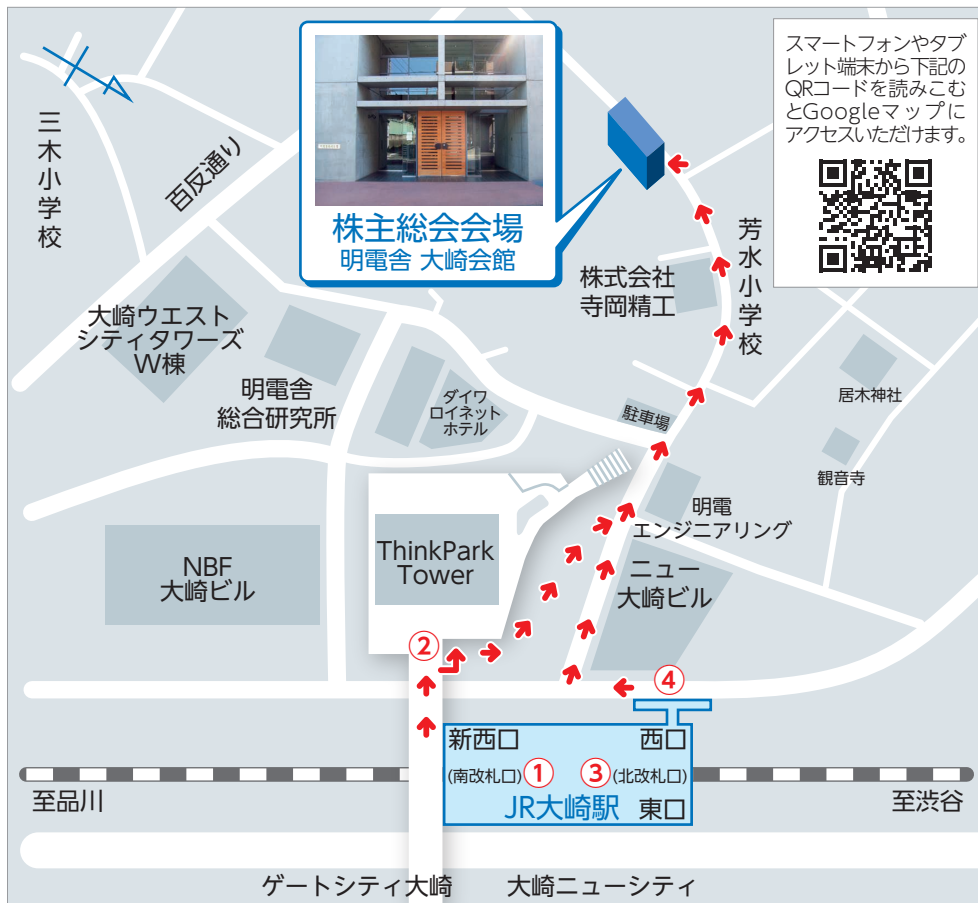 スマートフォンやタブ
レット端末から下記の
QRコードを読みこむ
とGoogleマップに
アクセスいただけます。
三木小学校
百反通り
株主総会会場
明電舎 大崎会館
株式会社
寺岡精工
芳水小学校
大崎ウエスト
シティタワーズ
W棟
明電舎
総合研究所
ダイワ
ロイネット
ホテル
駐車場
居木神社
観音寺
明電
エンジニアリング
ThinkPark
Tower
NBF
大崎ビル
ニュー
大崎ビル
②
④
新西口
西口
(南改札口)①
③(北改札口)
JR大崎駅
東口
至品川
至渋谷
ゲートシティ大崎
大崎ニューシティ